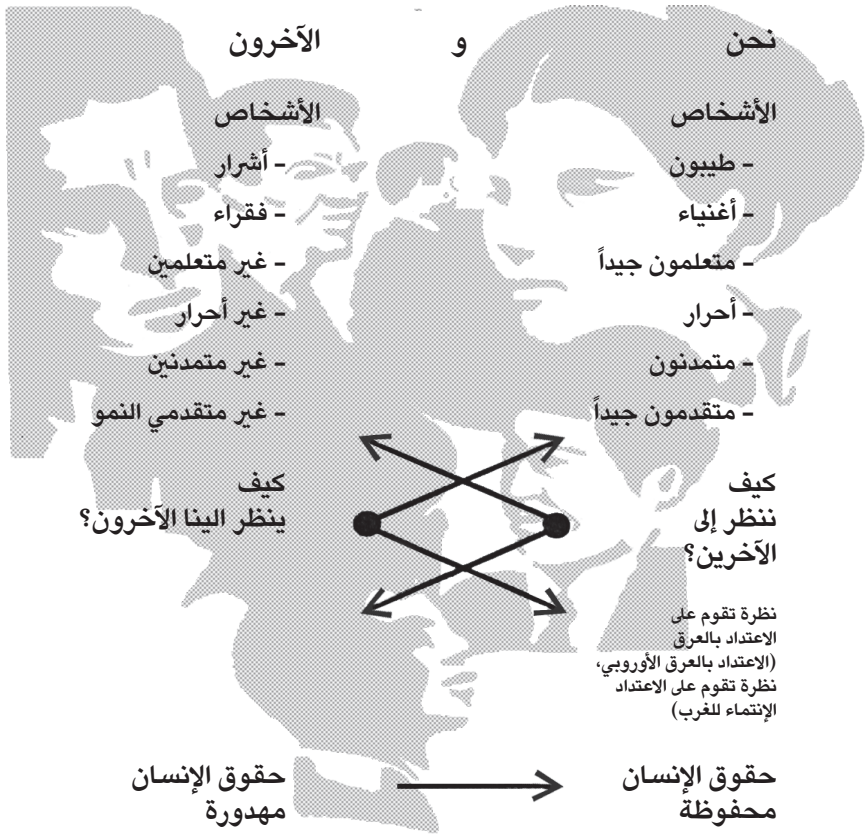 نحن و الآخرون
الأشخاص الأشخاص
- طيبون - أشرار
- أغنياء - فقراء
- متعلمون جيداً - غير متعلمين
- أحرار - غير أحرار
- متمدنون - غير متمدنين
- متقدمون جيداً - غير متقدمي النمو
كيف
ننظر إلى
الآخرين؟
كيف
ينظر الينا الآخرون؟
نظرة تقوم على
الاعتداد بالعرق
(الاعتداد بالعرق الأوروبي،
نظرة تقوم على الاعتداد
الإنتماء للغرب)
حقوق الإنسان
محفوظة
حقوق الإنسان
مهدورة